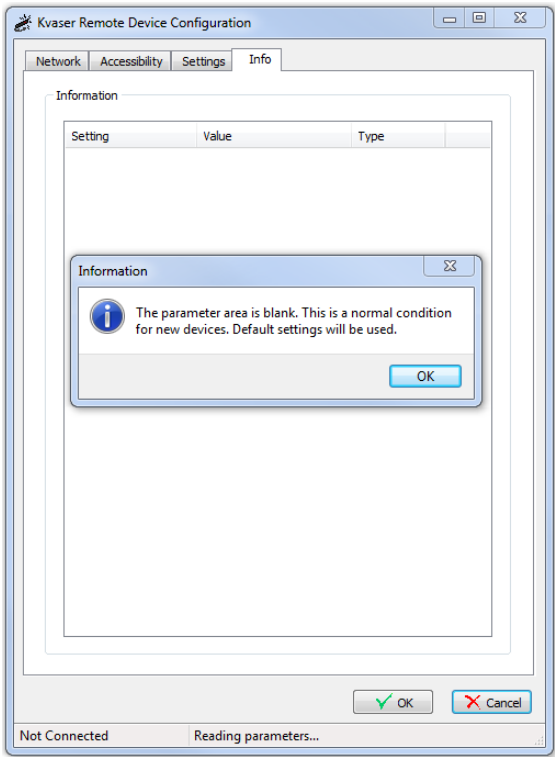 Kvaser Remote Device Configuration
Network Accessibility Settings Info
Information
Setting Value Type
Information
The parameter area is blank. This is a normal condition
for new devices. Default settings will be used.
OK
OK Cancel
Not Connected Reading parameters...